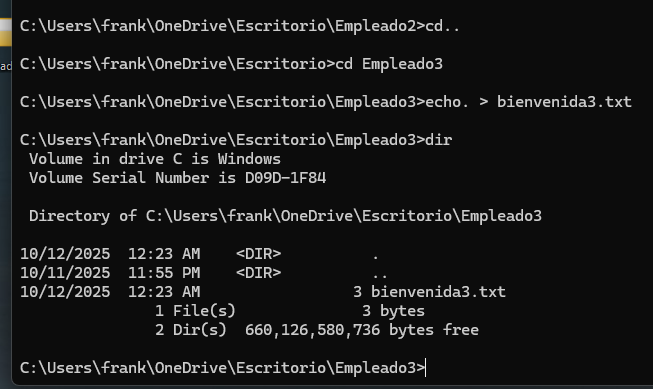 C:\Users\frank\OneDrive\Escritorio\Empleado2>cd..
C:\Users\frank\OneDrive\Escritorio>cd Empleado3
ad
C:\Users\frank\OneDrive\Escritorio\Empleado3>echo. > bienvenida3.txt
C:\Users\frank\OneDrive\Escritorio\Empleado3>dir
Volume in drive C is Windows
Volume Serial Number is D09D-1F84
Directory of C:\Users\frank\OneDrive\Escritorio\Empleado3
10/12/2025  12:23 AM    <DIR>          .
10/11/2025  11:55 PM    <DIR>          ..
10/12/2025  12:23 AM                 3 bienvenida3.txt
1 File(s)              3 bytes
2 Dir(s)  660,126,580,736 bytes free
C:\Users\frank\OneDrive\Escritorio\Empleado3>